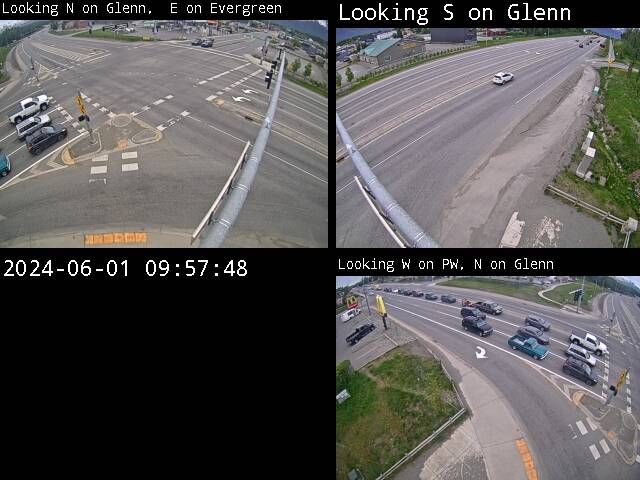 Looking N on Glenn, E on Evergreen
Looking S on Glenn
2024-06-01 09:57:48
Looking W on PW, N on Glenn